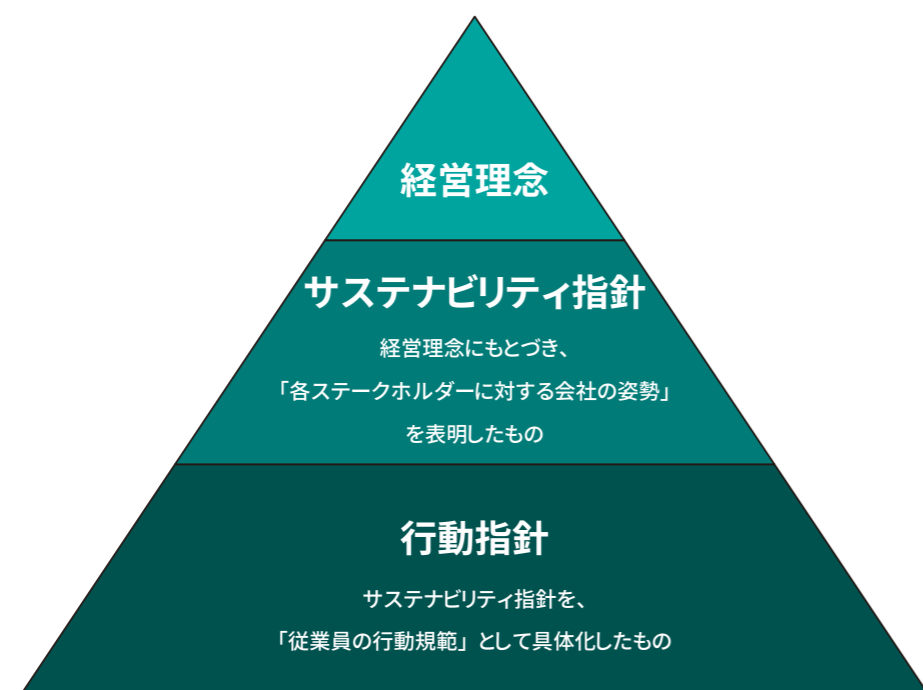 経営理念
サステナビリティ指針
経営理念にもとづき、
「各ステークホルダーに対する会社の姿勢」
を表明したもの
行動指針
サステナビリティ指針を、
「従業員の行動規範」として具体化したもの